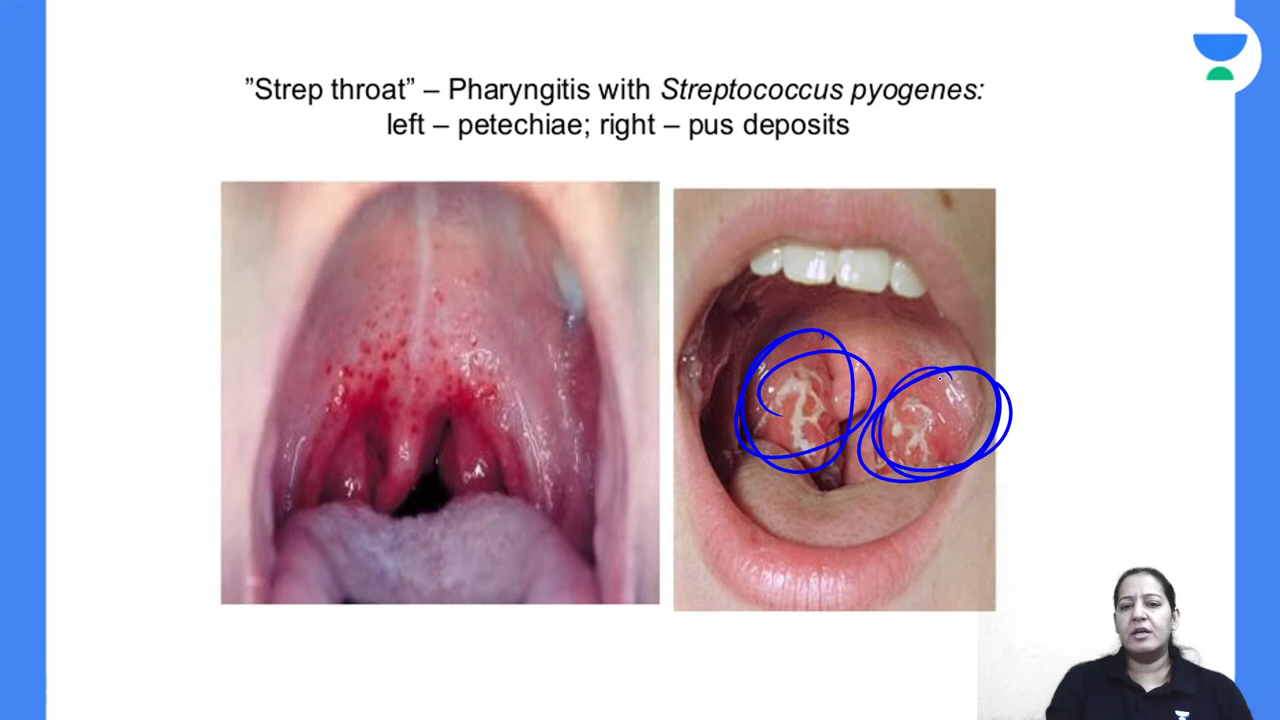 ”Strep throat” – Pharyngitis with Streptococcus pyogenes:
left – petechiae; right – pus deposits